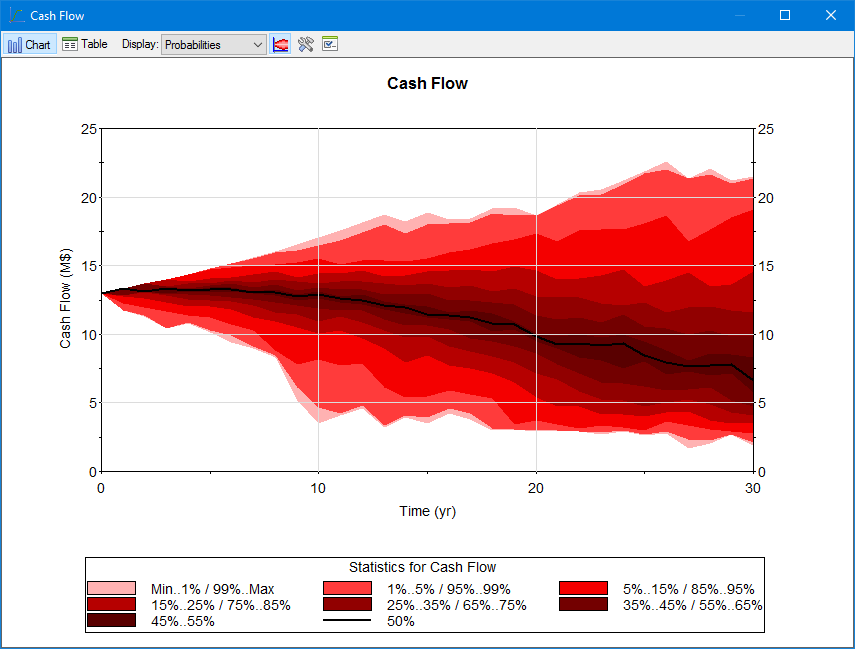 Cash Flow
Chart Table Display: Probabilities
Cash Flow
25 25
20 20
15 15
10 10
5 5
0 0
Cash Flow (M$)
0 10 20 30
Time (yr)
Statistics for Cash Flow
Min..1% / 99%..Max 1%..5% / 95%..99% 5%..15% / 85%..95%
15%..25% / 75%..85% 25%..35% / 65%..75% 35%..45% / 55%..65%
45%..55% 50%